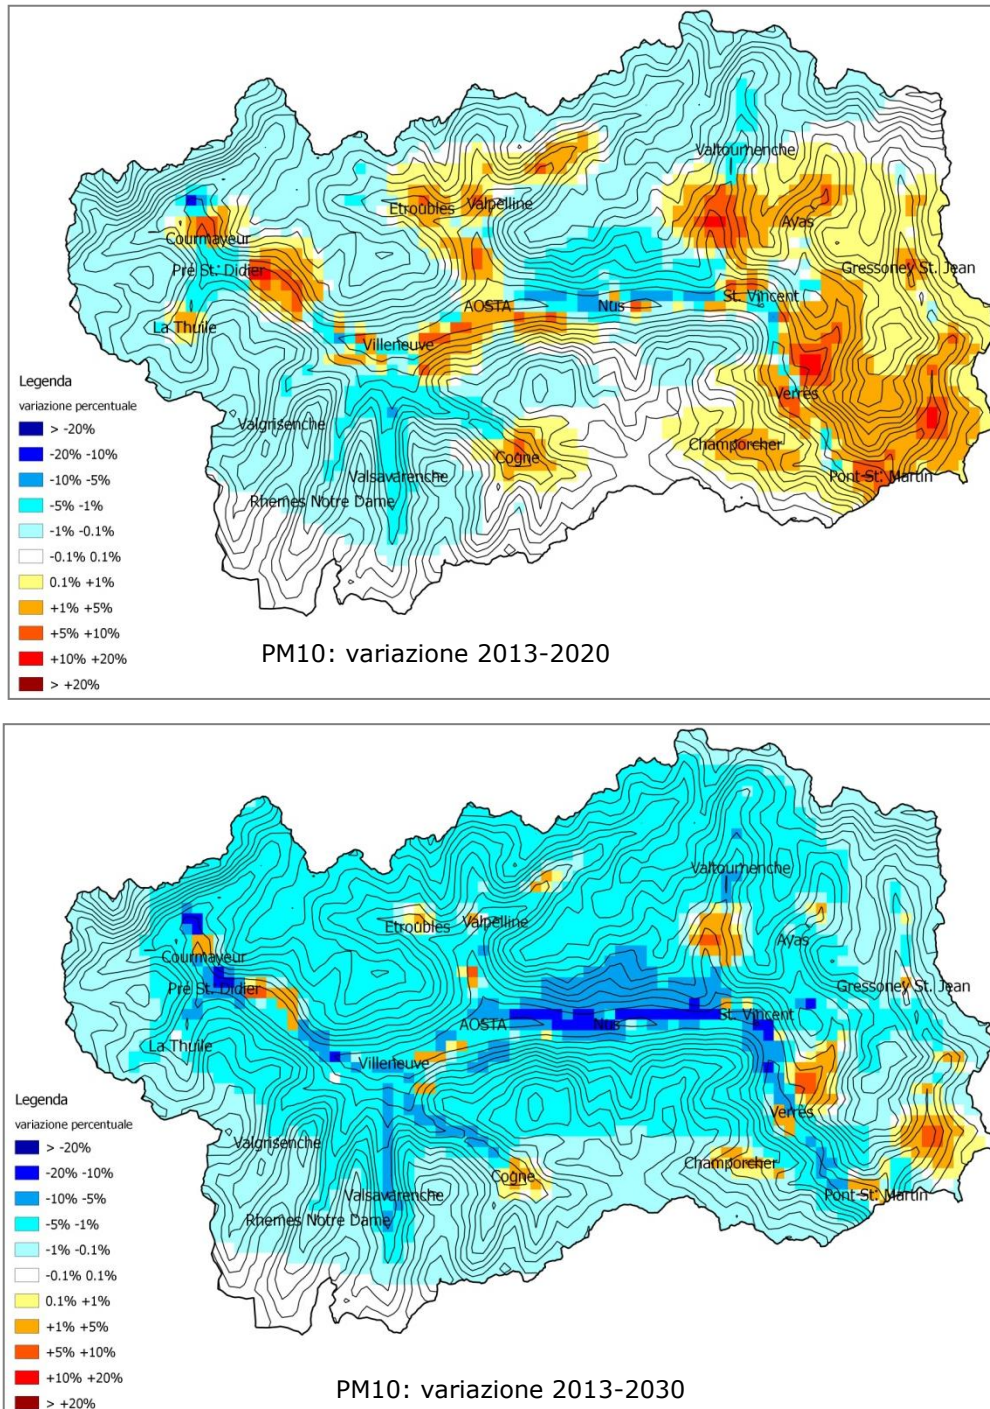 Valtournenche
Etroubles
Valpelline
Ayas
Courmayeur
Pré St. Didier
Gressoney St. Jean
AOSTA
Nus
St. Vincent
La Thuile
Villeneuve
Verrès
Valgrisenche
Cogne
Champorcher
Valsavarenche
Pont-St. Martin
Rhemes Notre Dame
Legenda
variazione percentuale
> -20%
-20% -10%
-10% -5%
-5% -1%
-1% -0.1%
-0.1% 0.1%
0.1% +1%
+1% +5%
+5% +10%
+10% +20%
> +20%
PM10: variazione 2013-2020
Valtournenche
Etroubles
Valpelline
Ayas
Courmayeur
Pré St. Didier
Gressoney St. Jean
AOSTA
Nus
St. Vincent
La Thuile
Villeneuve
Verrès
Valgrisenche
Cogne
Champorcher
Valsavarenche
Pont-St. Martin
Rhemes Notre Dame
Legenda
variazione percentuale
> -20%
-20% -10%
-10% -5%
-5% -1%
-1% -0.1%
-0.1% 0.1%
0.1% +1%
+1% +5%
+5% +10%
+10% +20%
> +20%
PM10: variazione 2013-2030